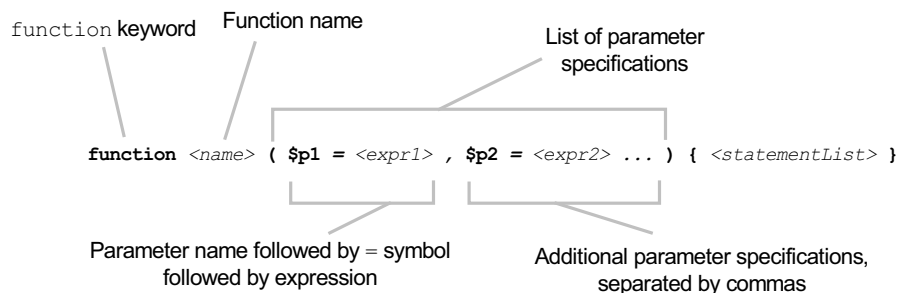 function keyword
Function name
List of parameter
specifications
function <name> ( $p1 = <expr1> , $p2 = <expr2> ... ) { <statementList> }
Parameter name followed by = symbol
followed by expression
Additional parameter specifications,
separated by commas